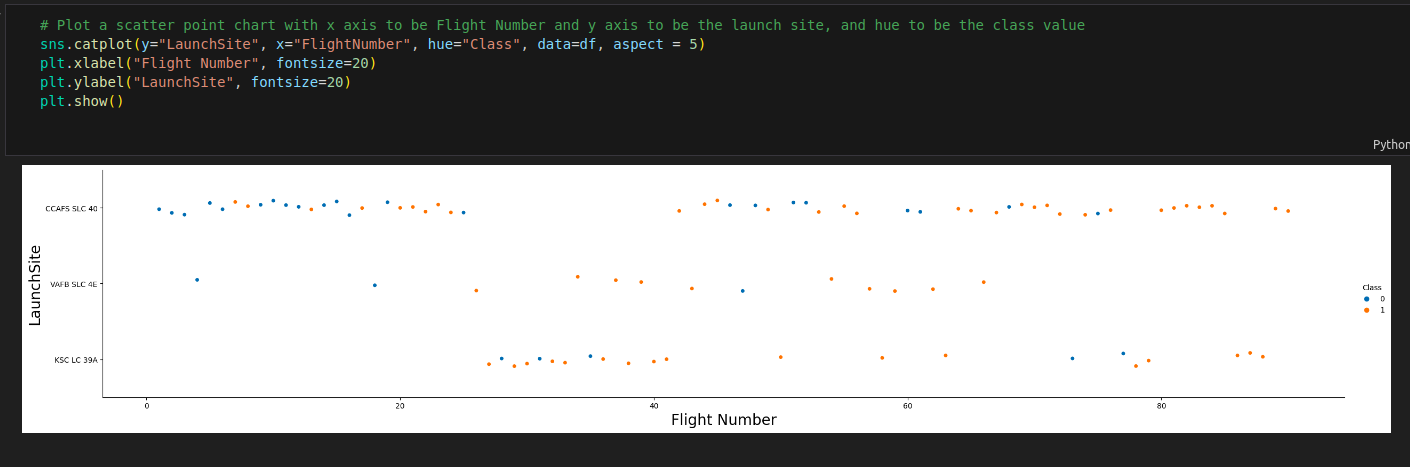 # Plot a scatter point chart with x axis to be Flight Number and y axis to be the launch site, and hue to be the class value
sns.catplot(y="LaunchSite", x="FlightNumber", hue="Class", data=df, aspect = 5)
plt.xlabel("Flight Number", fontsize=20)
plt.ylabel("LaunchSite", fontsize=20)
plt.show()
Python
CCAFS SLC 40
VAFB SLC 4E
KSC LC 39A
LaunchSite
Class
0
1
0 20 40 60 80
Flight Number